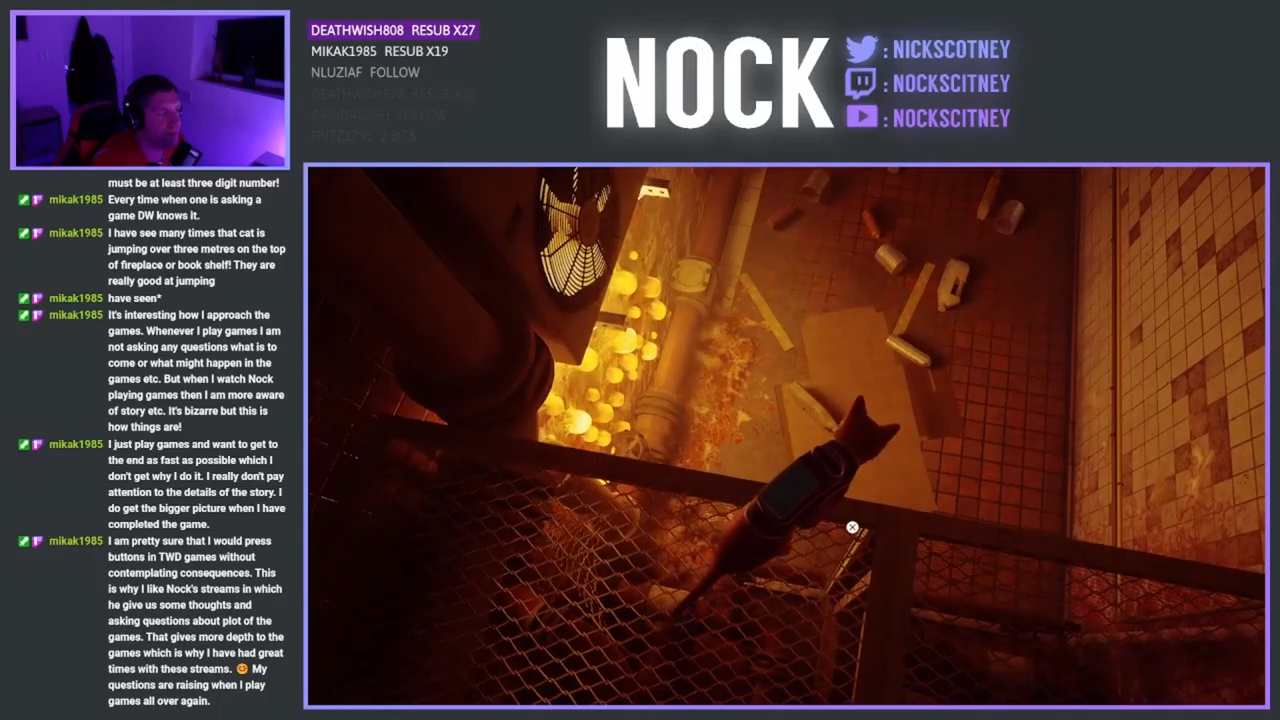 DEATHWISH808 RESUB X27
MIKAK1985 RESUB X19
NLUZIAF FOLLOW
NOCK
: NICKSCOTNEY
: NOCKSCITNEY
: NOCKSCITNEY
must be at least three digit number!
mikak1985 Every time when one is asking a
game DW knows it.
mikak1985 I have see many times that cat is
jumping over three metres on the top
of fireplace or book shelf! They are
really good at jumping
mikak1985 have seen*
mikak1985 It's interesting how I approach the
games. Whenever I play games I am
not asking any questions what is to
come or what might happen in the
games etc. But when I watch Nock
playing games then I am more aware
of story etc. It's bizarre but this is
how things are!
mikak1985 I just play games and want to get to
the end as fast as possible which I
don't get why I do it. I really don't pay
attention to the details of the story. I
do get the bigger picture when I have
completed the game.
mikak1985 I am pretty sure that I would press
buttons in TWD games without
contemplating consequences. This
is why I like Nock's streams in which
he give us some thoughts and
asking questions about plot of the
games. That gives more depth to the
games which is why I have had great
times with these streams. 😊 My
questions are raising when I play
games all over again.